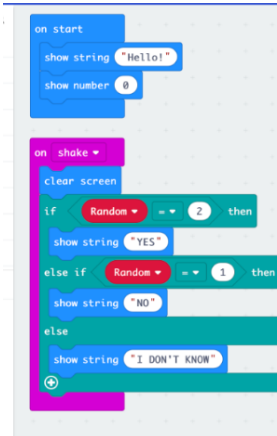 on start
show string "Hello!"
show number 0
on shake
clear screen
if Random = 2 then
show string "YES"
else if Random = 1 then
show string "NO"
else
show string "I DON'T KNOW"